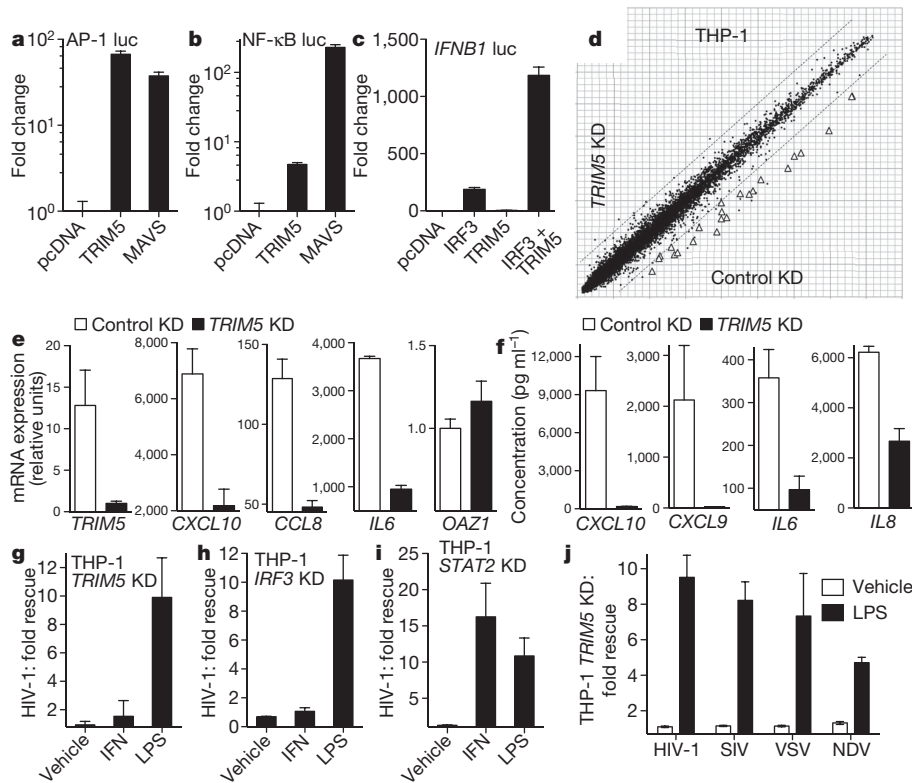 a
AP-1 luc
Fold change
10²
10¹
10⁰
pcDNA
TRIM5
MAVS
b
NF-κB luc
Fold change
10²
10¹
10⁰
pcDNA
TRIM5
MAVS
c
IFNB1 luc
Fold change
1,500
1,000
500
0
pcDNA
IRF3
TRIM5
IRF3 +
TRIM5
d
THP-1
TRIM5 KD
Control KD
e
Control KD TRIM5 KD
mRNA expression
(relative units)
20
15
10
5
0
TRIM5
8,000
6,000
4,000
2,000
CXCL10
150
100
50
CCL8
4,000
3,000
2,000
1,000
IL6
1.5
1.0
OAZ1
f
Control KD TRIM5 KD
Concentration (pg ml⁻¹)
12,000
9,000
6,000
3,000
0
CXCL10
3,000
2,000
1,000
0
CXCL9
400
300
200
100
IL6
6,000
4,000
2,000
0
IL8
g
THP-1
TRIM5 KD
HIV-1: fold rescue
12
10
8
6
4
2
Vehicle
IFN
LPS
h
THP-1
IRF3 KD
HIV-1: fold rescue
12
10
8
6
4
2
0
Vehicle
IFN
LPS
i
THP-1
STAT2 KD
HIV-1: fold rescue
25
20
15
10
5
Vehicle
IFN
LPS
j
Vehicle
LPS
THP-1 TRIM5 KD:
fold rescue
10
8
6
4
2
HIV-1
SIV
VSV
NDV